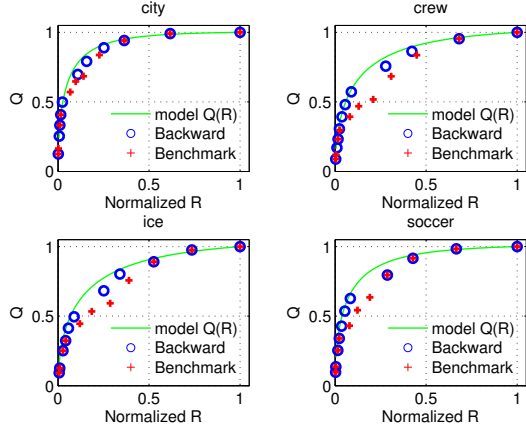 city
1
0.5
0
Q
0
0.5
1
Normalized R
model Q(R)
Backward
Benchmark
crew
1
0.5
0
Q
0
0.5
1
Normalized R
model Q(R)
Backward
Benchmark
ice
1
0.5
0
Q
0
0.5
1
Normalized R
model Q(R)
Backward
Benchmark
soccer
1
0.5
0
Q
0
0.5
1
Normalized R
model Q(R)
Backward
Benchmark